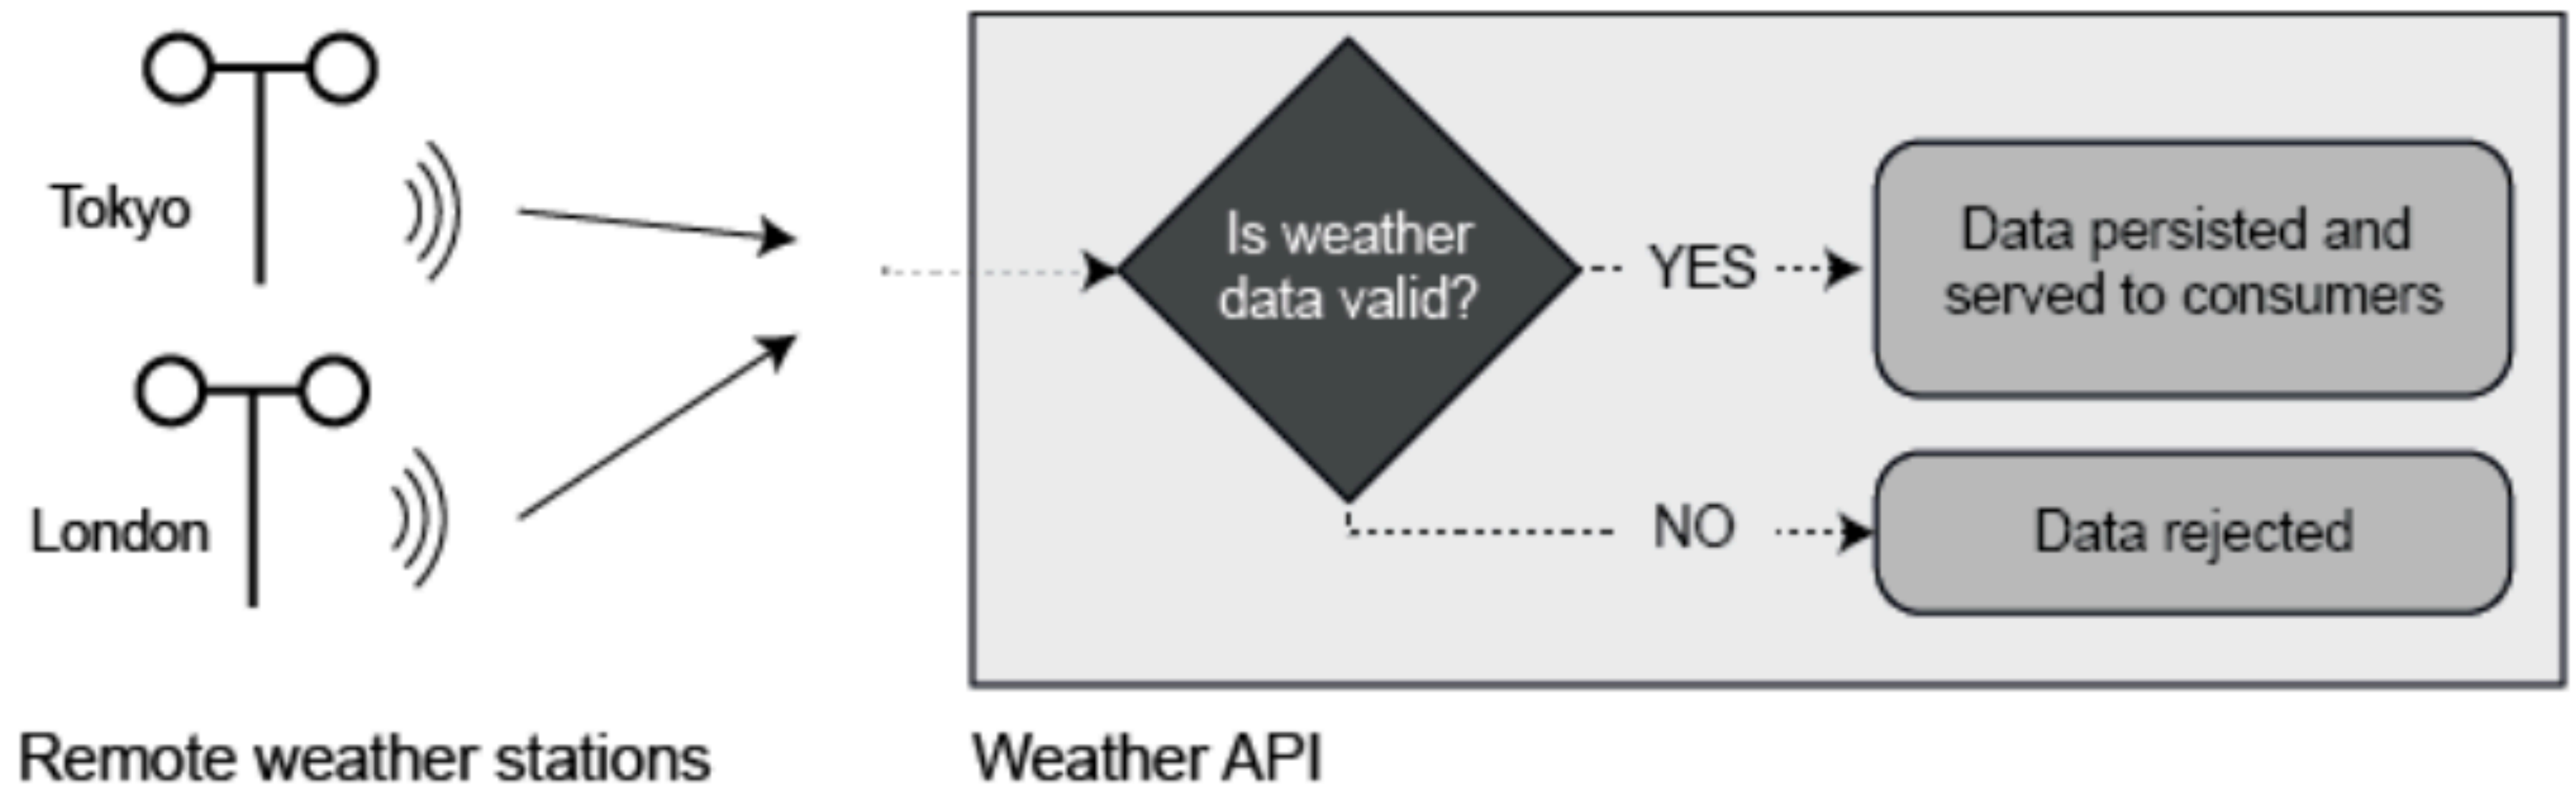 Tokyo
London
Remote weather stations
Is weather
data valid?
YES
Data persisted and
served to consumers
NO
Data rejected
Weather API